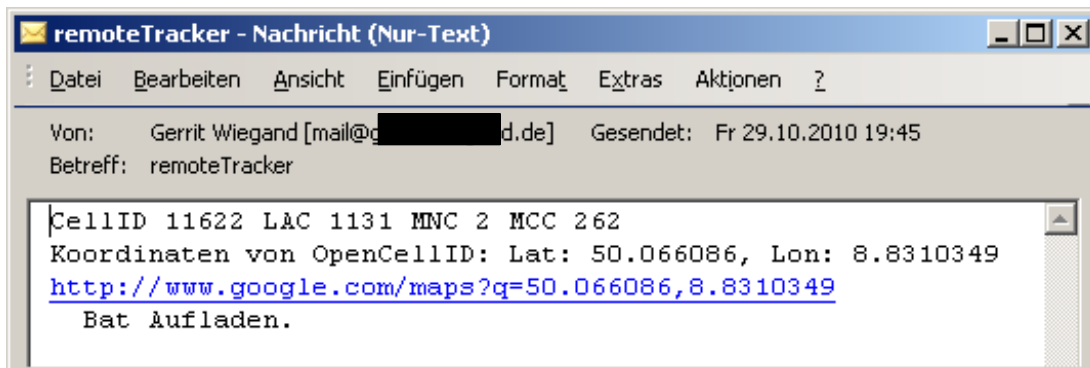 remoteTracker - Nachricht (Nur-Text)
Datei Bearbeiten Ansicht Einfügen Format Extras Aktionen ?
Von: Gerrit Wiegand [mail@g d.de] Gesendet: Fr 29.10.2010 19:45
Betreff: remoteTracker
CellID 11622 LAC 1131 MNC 2 MCC 262
Koordinaten von OpenCellID: Lat: 50.066086, Lon: 8.8310349
http://www.google.com/maps?q=50.066086,8.8310349
Bat Aufladen.